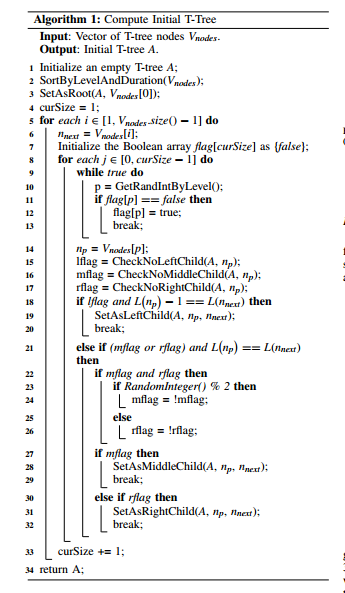 Algorithm 1: Compute Initial T-Tree
Input: Vector of T-tree nodes Vnodes.
Output: Initial T-tree A.
1 Initialize an empty T-tree A;
2 SortByLevelAndDuration(Vnodes);
3 SetAsRoot(A, Vnodes[0]);
4 curSize = 1;
5 for each i ∈ [1, Vnodes.size() − 1] do
6 nnext = Vnodes[i];
7 Initialize the Boolean array flag[curSize] as {false};
8 for each j ∈ [0, curSize − 1] do
9 while true do
10 p = GetRandIntByLevel();
11 if flag[p] == false then
12 flag[p] = true;
13 break;
14 np = Vnodes[p];
15 lflag = CheckNoLeftChild(A, np);
16 mflag = CheckNoMiddleChild(A, np);
17 rflag = CheckNoRightChild(A, np);
18 if lflag and L(np) − 1 == L(nnext) then
19 SetAsLeftChild(A, np, nnext);
20 break;
21 else if (mflag or rflag) and L(np) == L(nnext)
then
22 if mflag and rflag then
23 if RandomInteger() % 2 then
24 mflag = !mflag;
25 else
26 rflag = !rflag;
27 if mflag then
28 SetAsMiddleChild(A, np, nnext);
29 break;
30 else if rflag then
31 SetAsRightChild(A, np, nnext);
32 break;
33 curSize += 1;
34 return A;